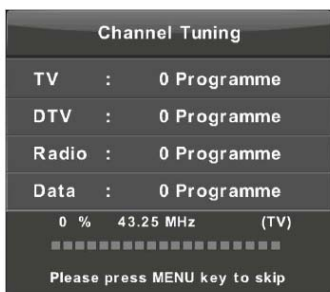 Channel Tuning
TV : 0 Programme
DTV : 0 Programme
Radio : 0 Programme
Data : 0 Programme
0 % 43.25 MHz (TV)
Please press MENU key to skip